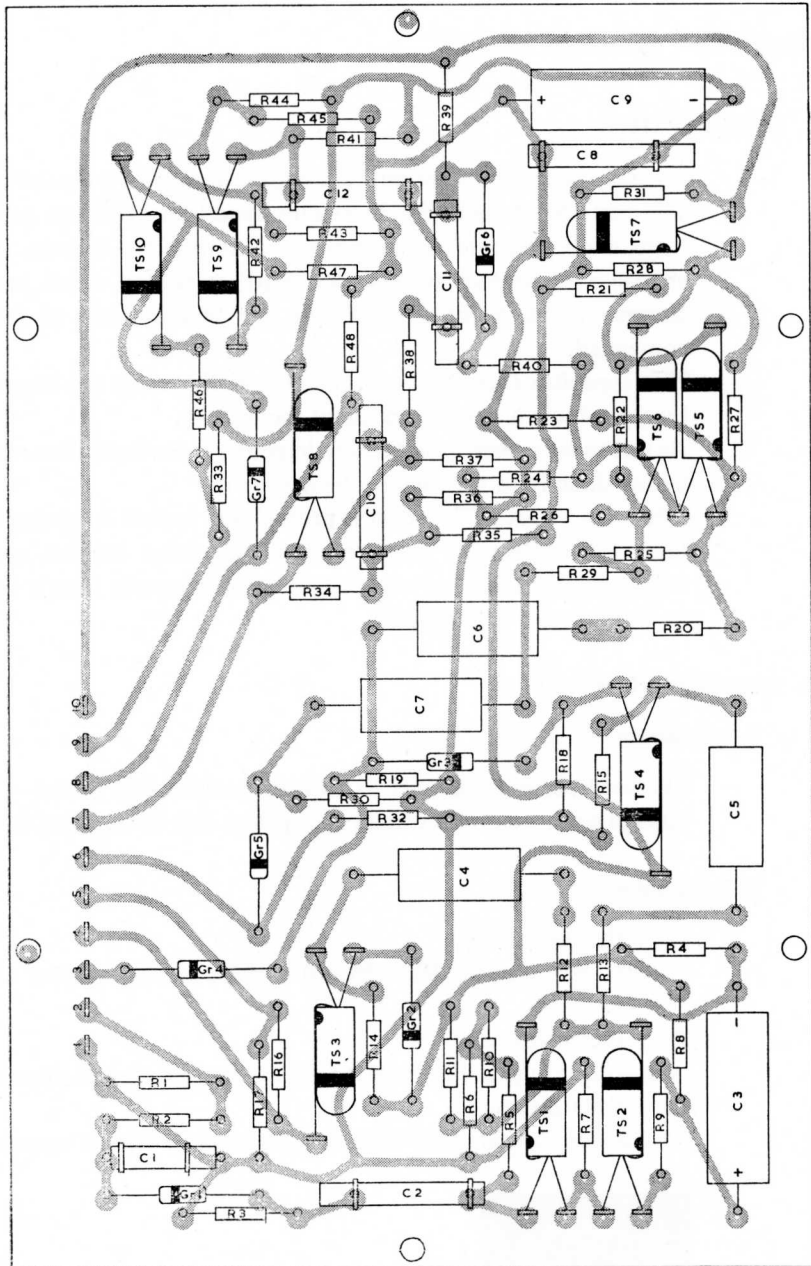 R44
R45
R41
R39
+ C9 -
C8
C12
R31
TS10
TS9
R42
R43
R47
C11
Gr6
TS7
R28
R21
R48
R38
R40
R46
R33
Gr7
TS8
C10
R37
R36
R35
R23
R24
R26
R22
TS6
TS5
R27
R25
R29
R34
C6
R20
C7
10
9
8
7
6
5
4
3
2
1
Gr3
R19
R30
R32
R18
R15
TS4
C5
Gr5
C4
R12
R13
R4
Gr4
R16
R17
TS3
R14
Gr2
R11
R10
R6
R5
TS1
R7
TS2
R9
R8
- C3 +
R1
R2
C1
Gr1
R3
C2